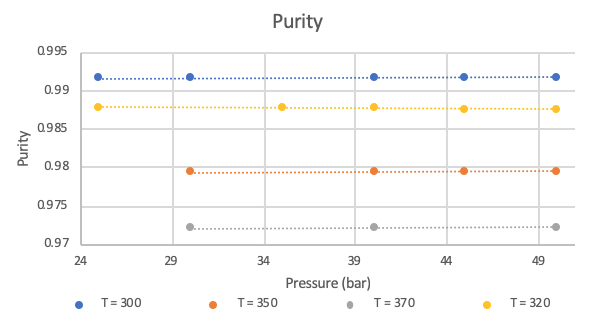 Purity
0.995
0.99
0.985
0.98
0.975
0.97
Purity
24 29 34 39 44 49
Pressure (bar)
T = 300 T = 350 T = 370 T = 320